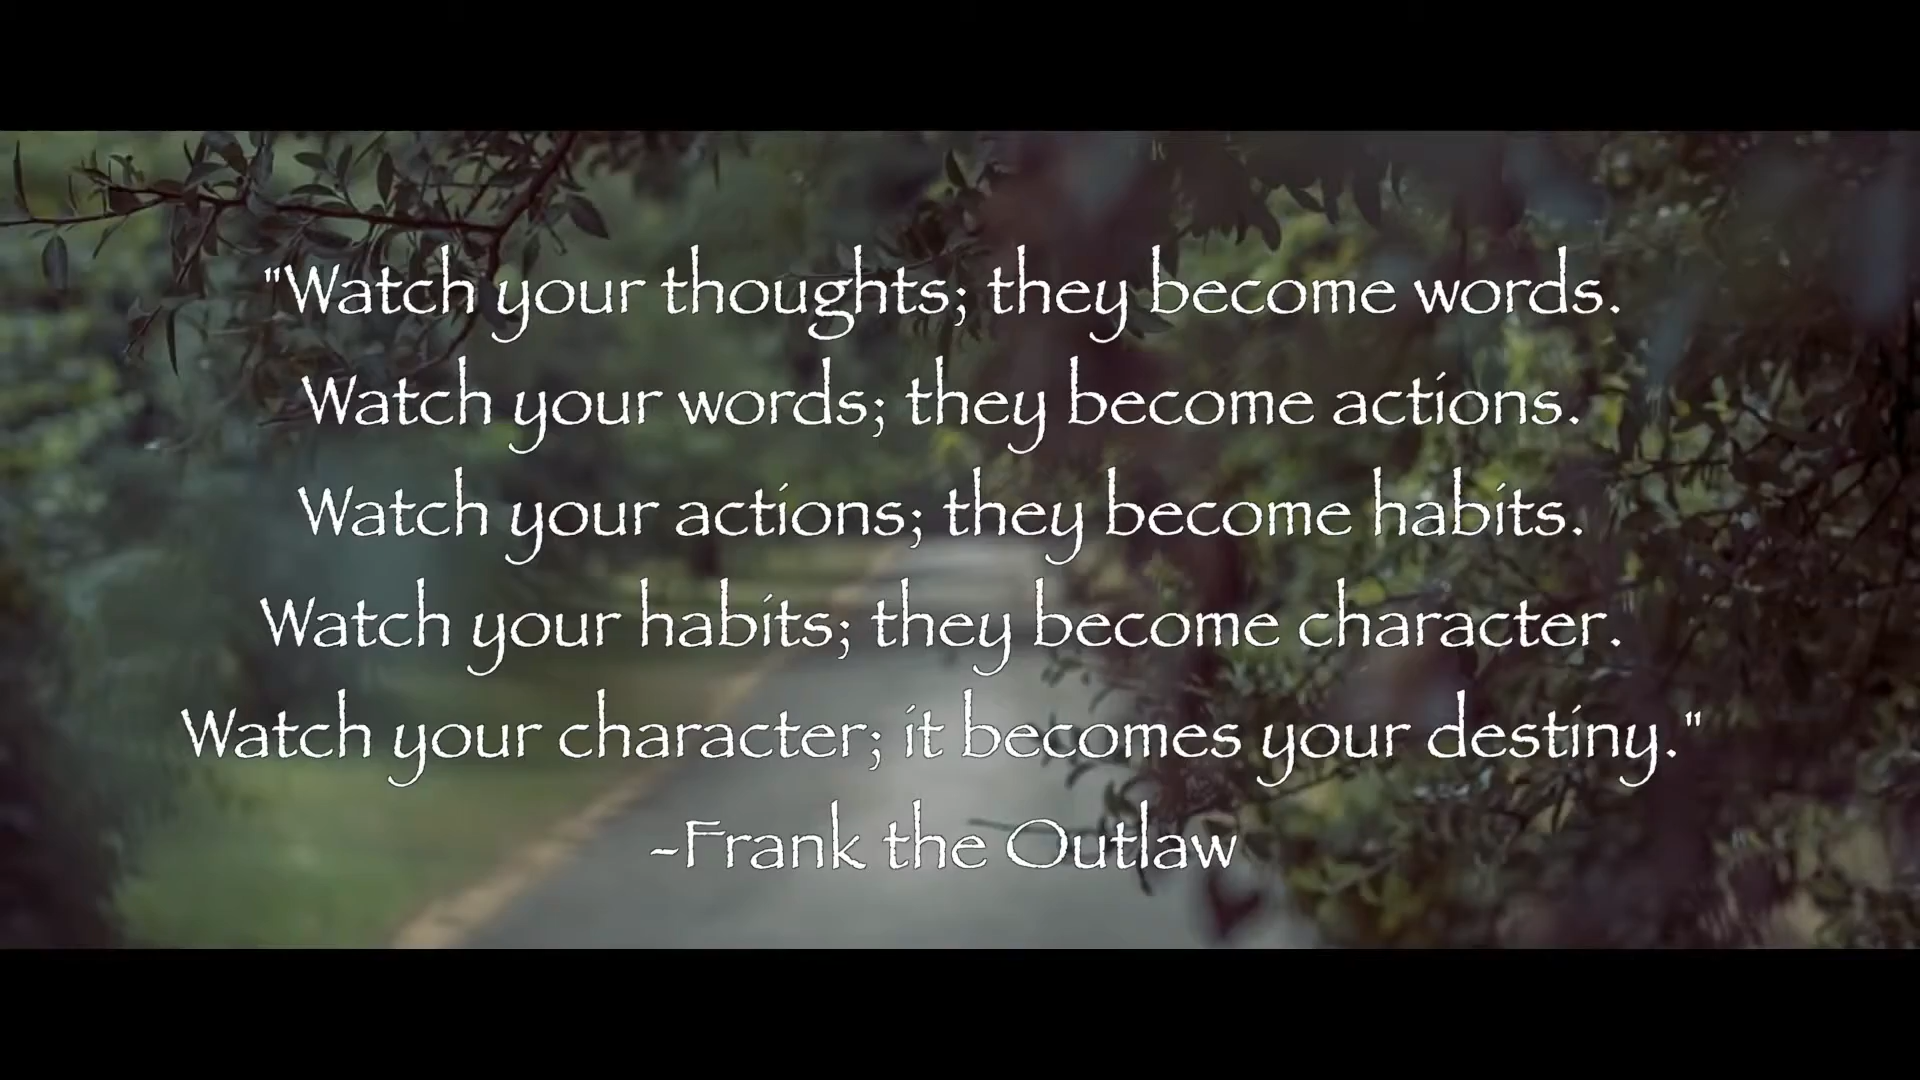 "Watch your thoughts; they become words.
Watch your words; they become actions.
Watch your actions; they become habits.
Watch your habits; they become character.
Watch your character; it becomes your destiny."
-Frank the Outlaw